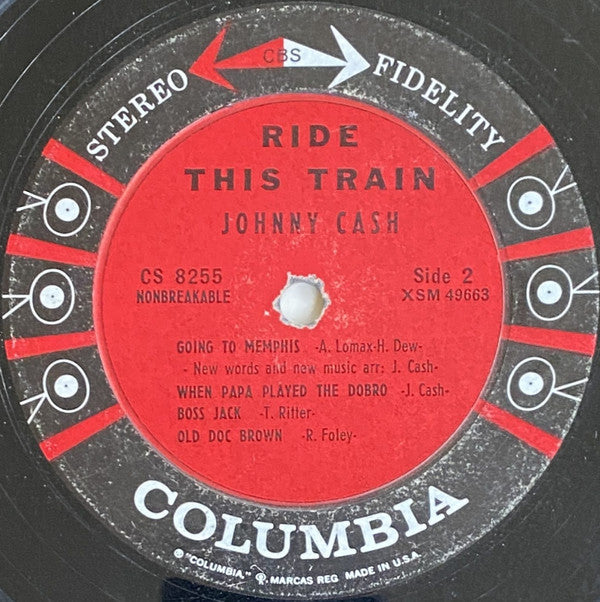 CBS
STEREO FIDELITY
RIDE
THIS TRAIN
JOHNNY CASH
CS 8255
NONBREAKABLE
Side 2
XSM 49663
GOING TO MEMPHIS -A. Lomax-H. Dew-
- New words and new music arr: J. Cash-
WHEN PAPA PLAYED THE DOBRO -J. Cash-
BOSS JACK -T. Ritter-
OLD DOC BROWN -R. Foley-
COLUMBIA
® "COLUMBIA," ® MARCAS REG. MADE IN U.S.A.